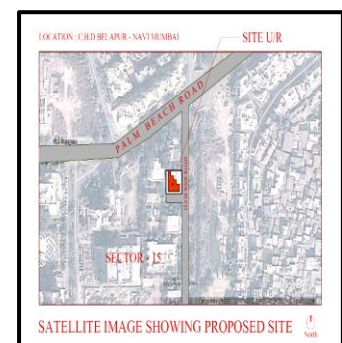 LOCATION : C.B.D BELAPUR - NAVI MUMBAI
SITE U/R
PALM BEACH ROAD
SECTOR - 15
SATELLITE IMAGE SHOWING PROPOSED SITE
North